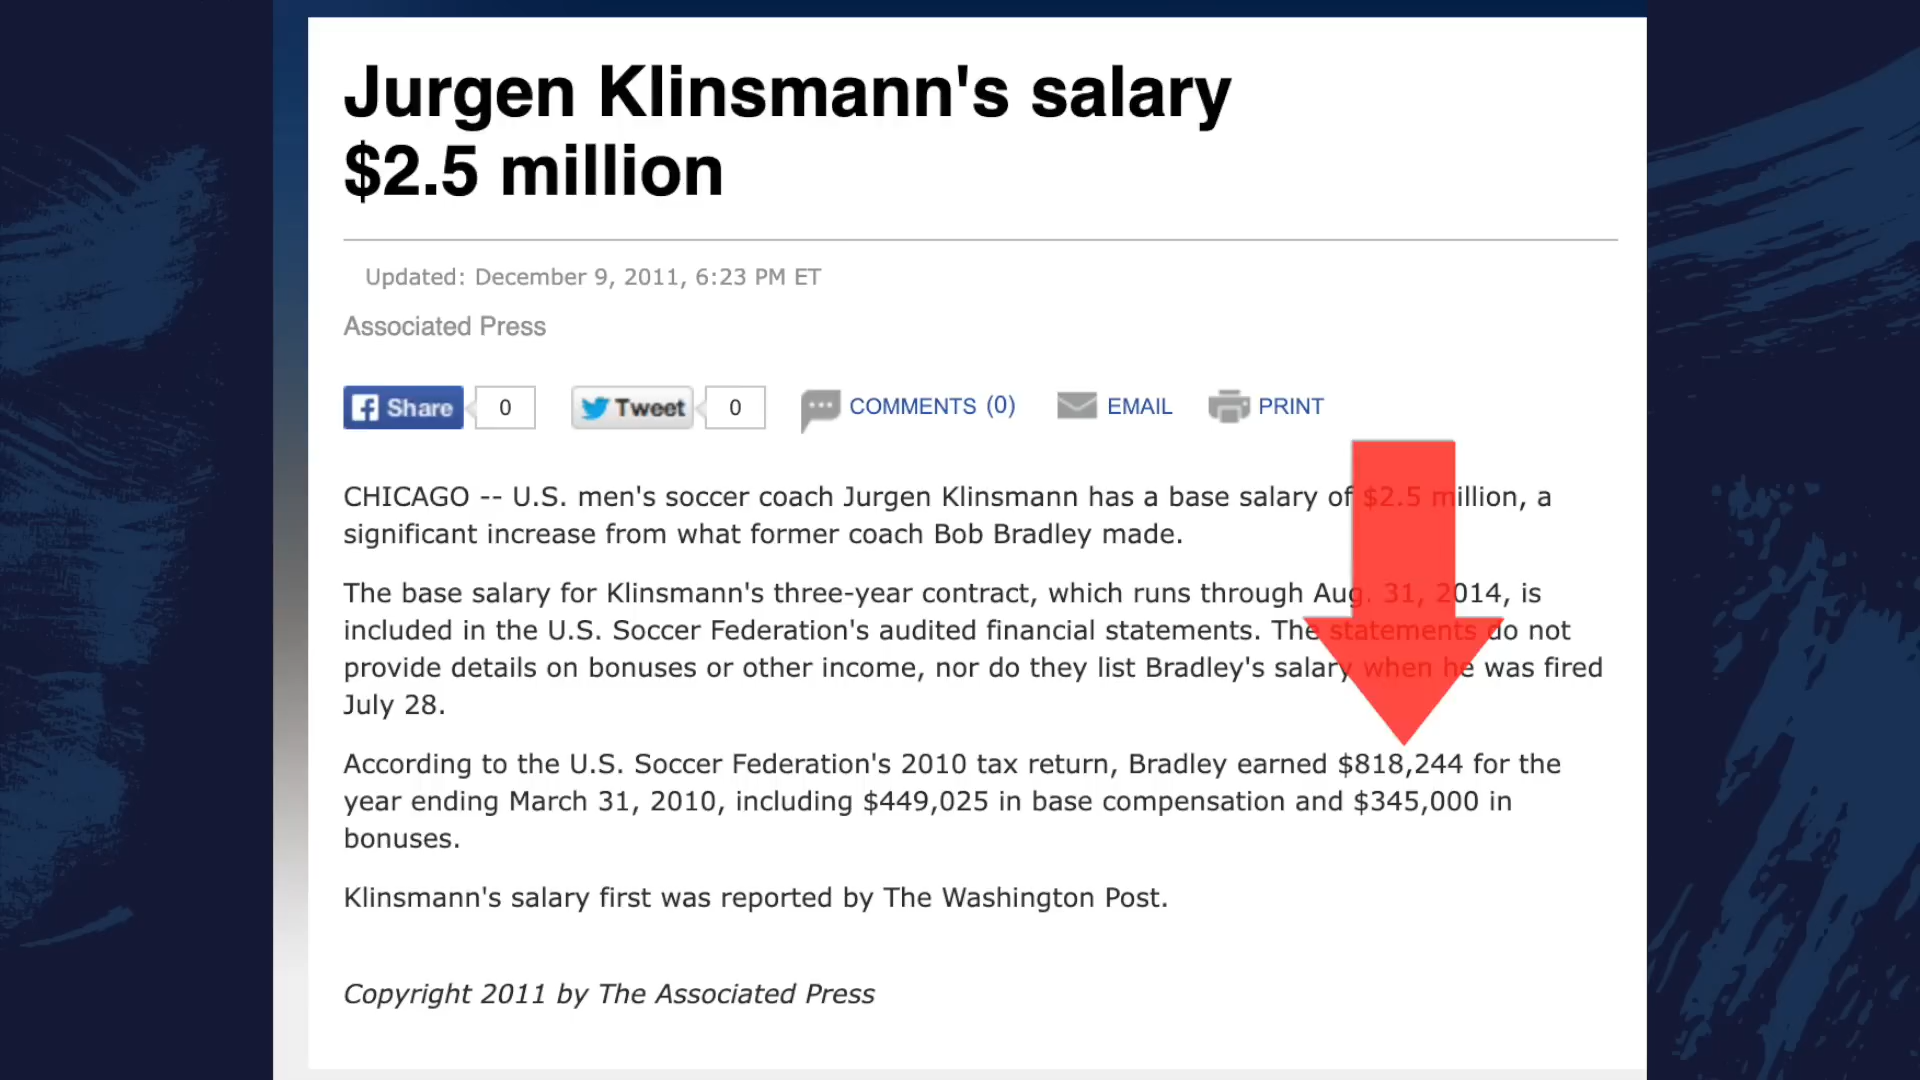 Jurgen Klinsmann's salary
$2.5 million
Updated: December 9, 2011, 6:23 PM ET
Associated Press
Share 0 Tweet 0 COMMENTS (0) EMAIL PRINT
CHICAGO -- U.S. men's soccer coach Jurgen Klinsmann has a base salary of $2.5 million, a
significant increase from what former coach Bob Bradley made.
The base salary for Klinsmann's three-year contract, which runs through Aug. 31, 2014, is
included in the U.S. Soccer Federation's audited financial statements. The statements do not
provide details on bonuses or other income, nor do they list Bradley's salary when he was fired
July 28.
According to the U.S. Soccer Federation's 2010 tax return, Bradley earned $818,244 for the
year ending March 31, 2010, including $449,025 in base compensation and $345,000 in
bonuses.
Klinsmann's salary first was reported by The Washington Post.
Copyright 2011 by The Associated Press